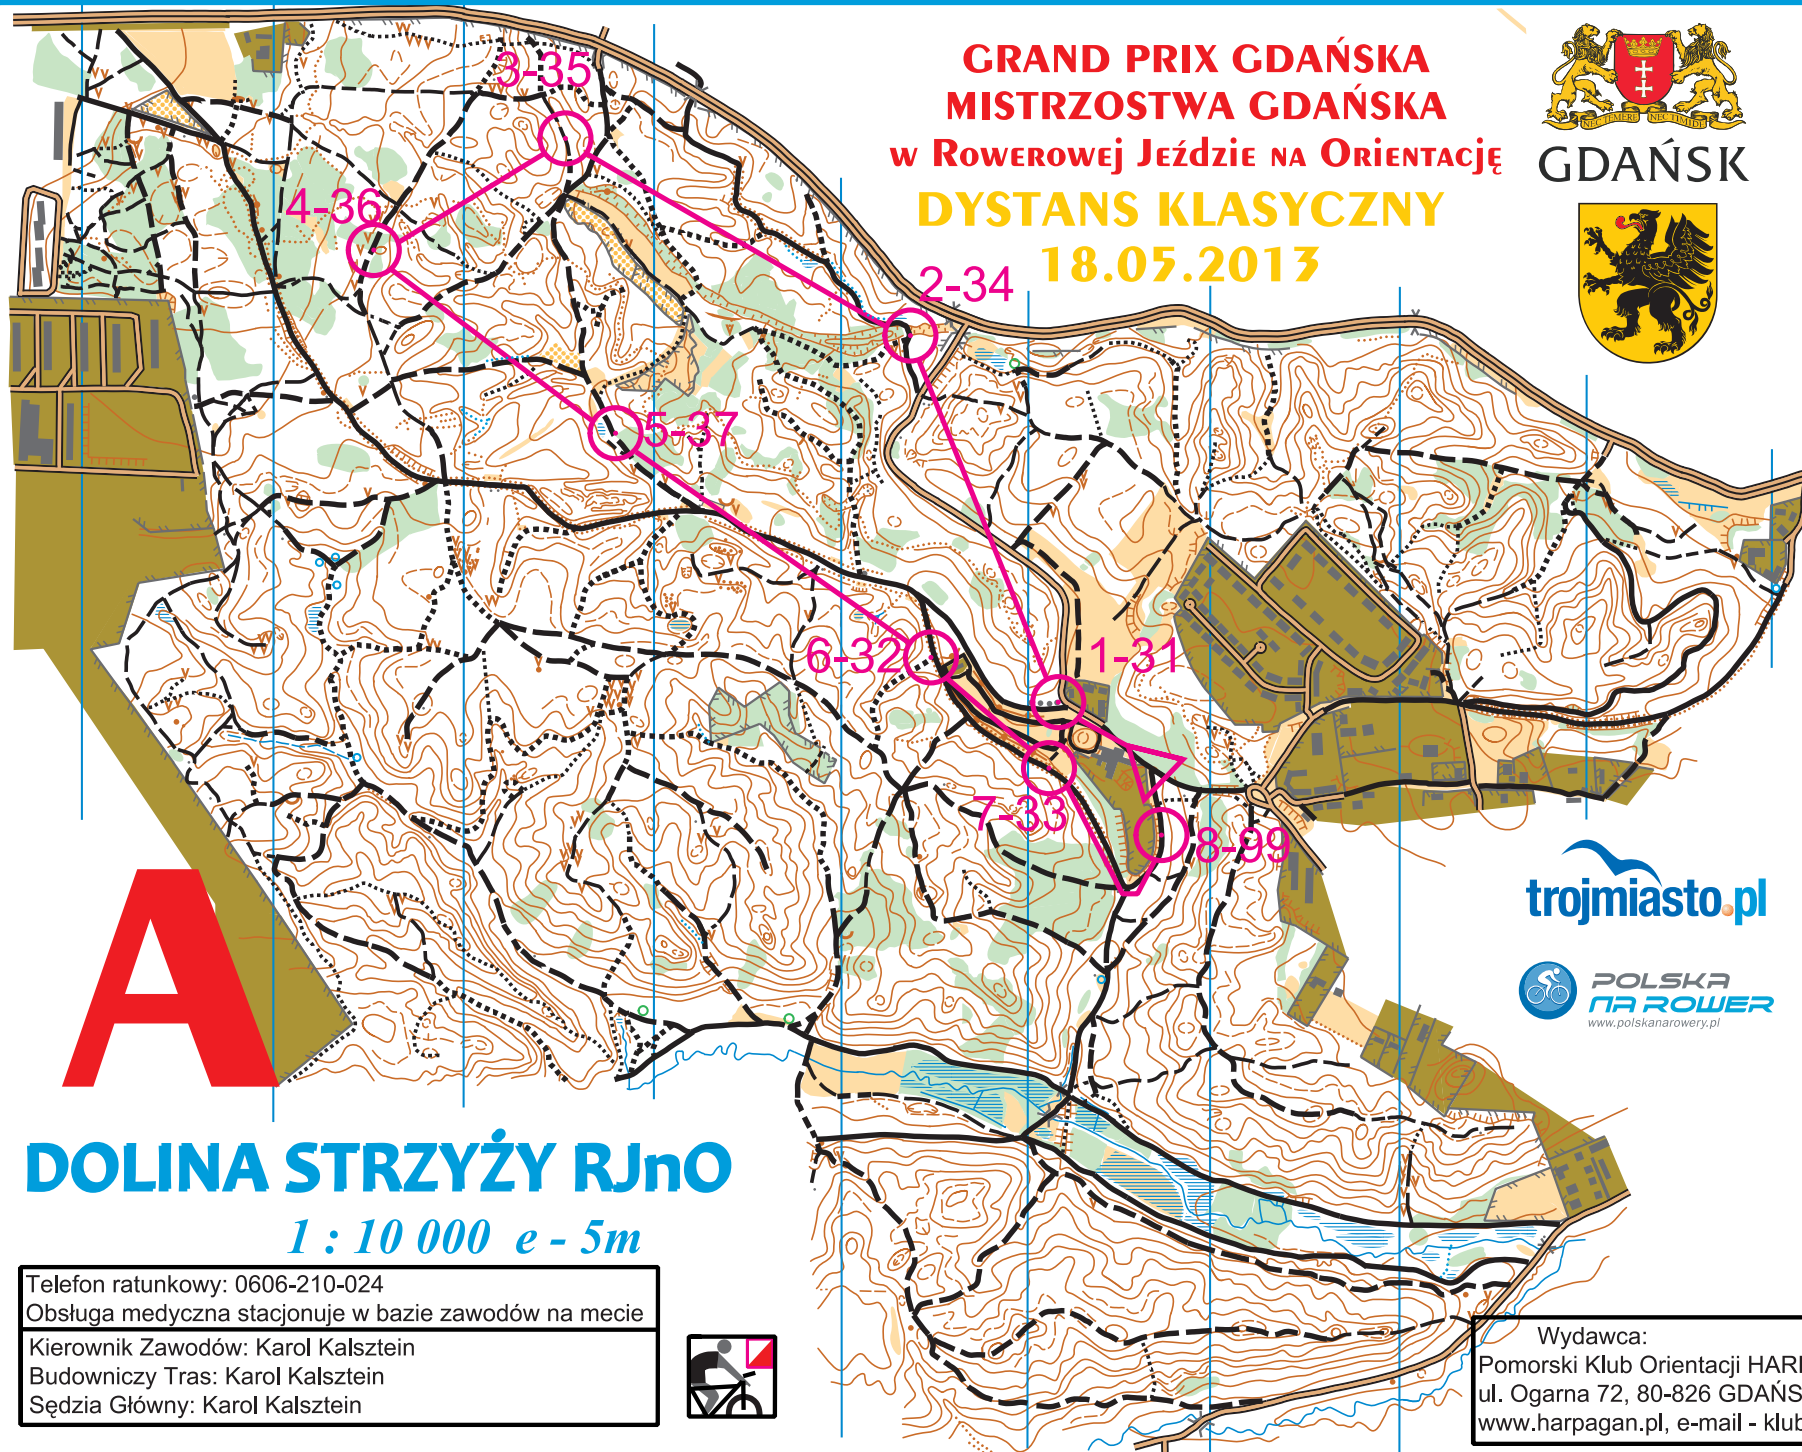 GRAND PRIX GDAŃSKA
MISTRZOSTWA GDAŃSKA
w Rowerowej Jeździe na Orientację
DYSTANS KLASYCZNY
18.05.2013
NEC TEMERE NEC TIMIDE
GDAŃSK
3-35
4-36
2-34
5-37
6-32
1-31
7-33
8-99
A
trojmiasto.pl
POLSKA
NA ROWER
www.polskanarowery.pl
DOLINA STRZYŻY RJnO
1 : 10 000 e - 5m
Telefon ratunkowy: 0606-210-024
Obsługa medyczna stacjonuje w bazie zawodów na mecie
Kierownik Zawodów: Karol Kalsztein
Budowniczy Tras: Karol Kalsztein
Sędzia Główny: Karol Kalsztein
Wydawca:
Pomorski Klub Orientacji
ul. Ogarna 72, 80-826
www.harpagan.pl, e-mail - klub